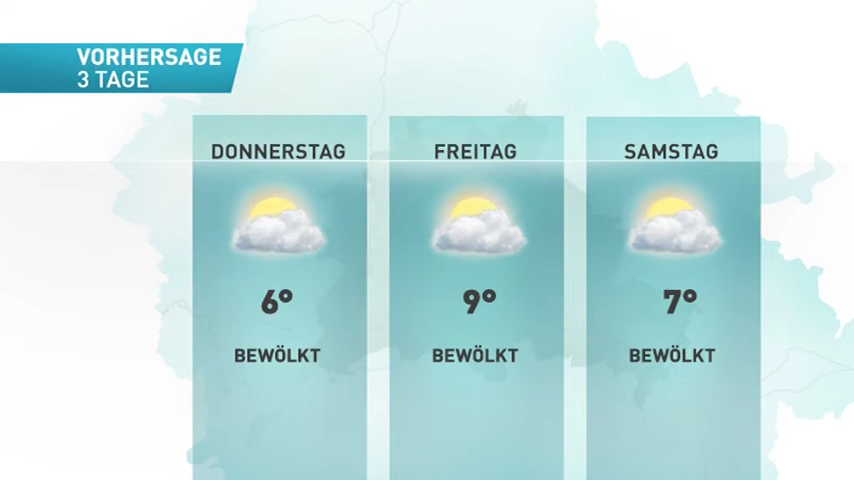 VORHERSAGE
3 TAGE
DONNERSTAG
6°
BEWÖLKT
FREITAG
9°
BEWÖLKT
SAMSTAG
7°
BEWÖLKT